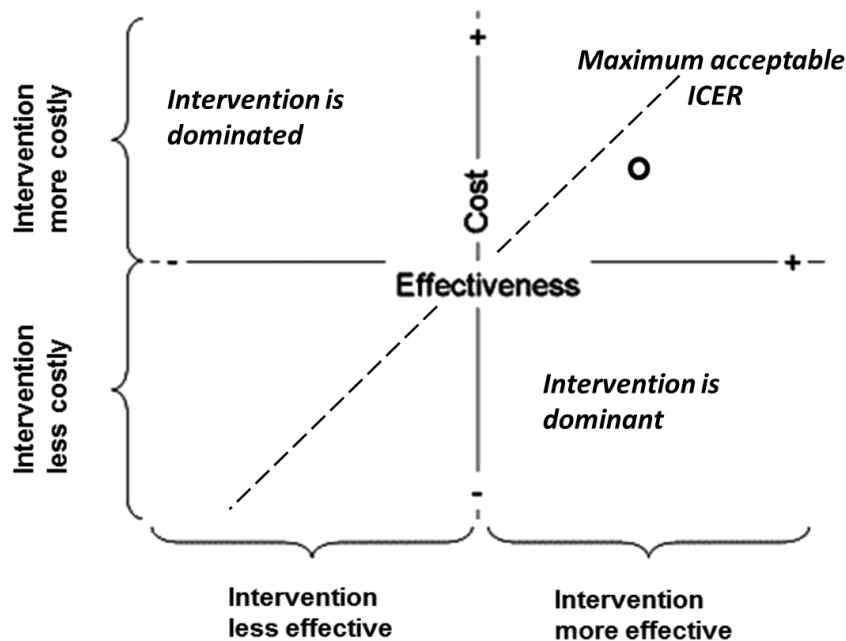 Intervention
more costly
Intervention is
dominated
+
Cost
Maximum acceptable
ICER
-
Effectiveness
+
Intervention
less costly
Intervention is
dominant
-
Intervention
less effective
Intervention
more effective